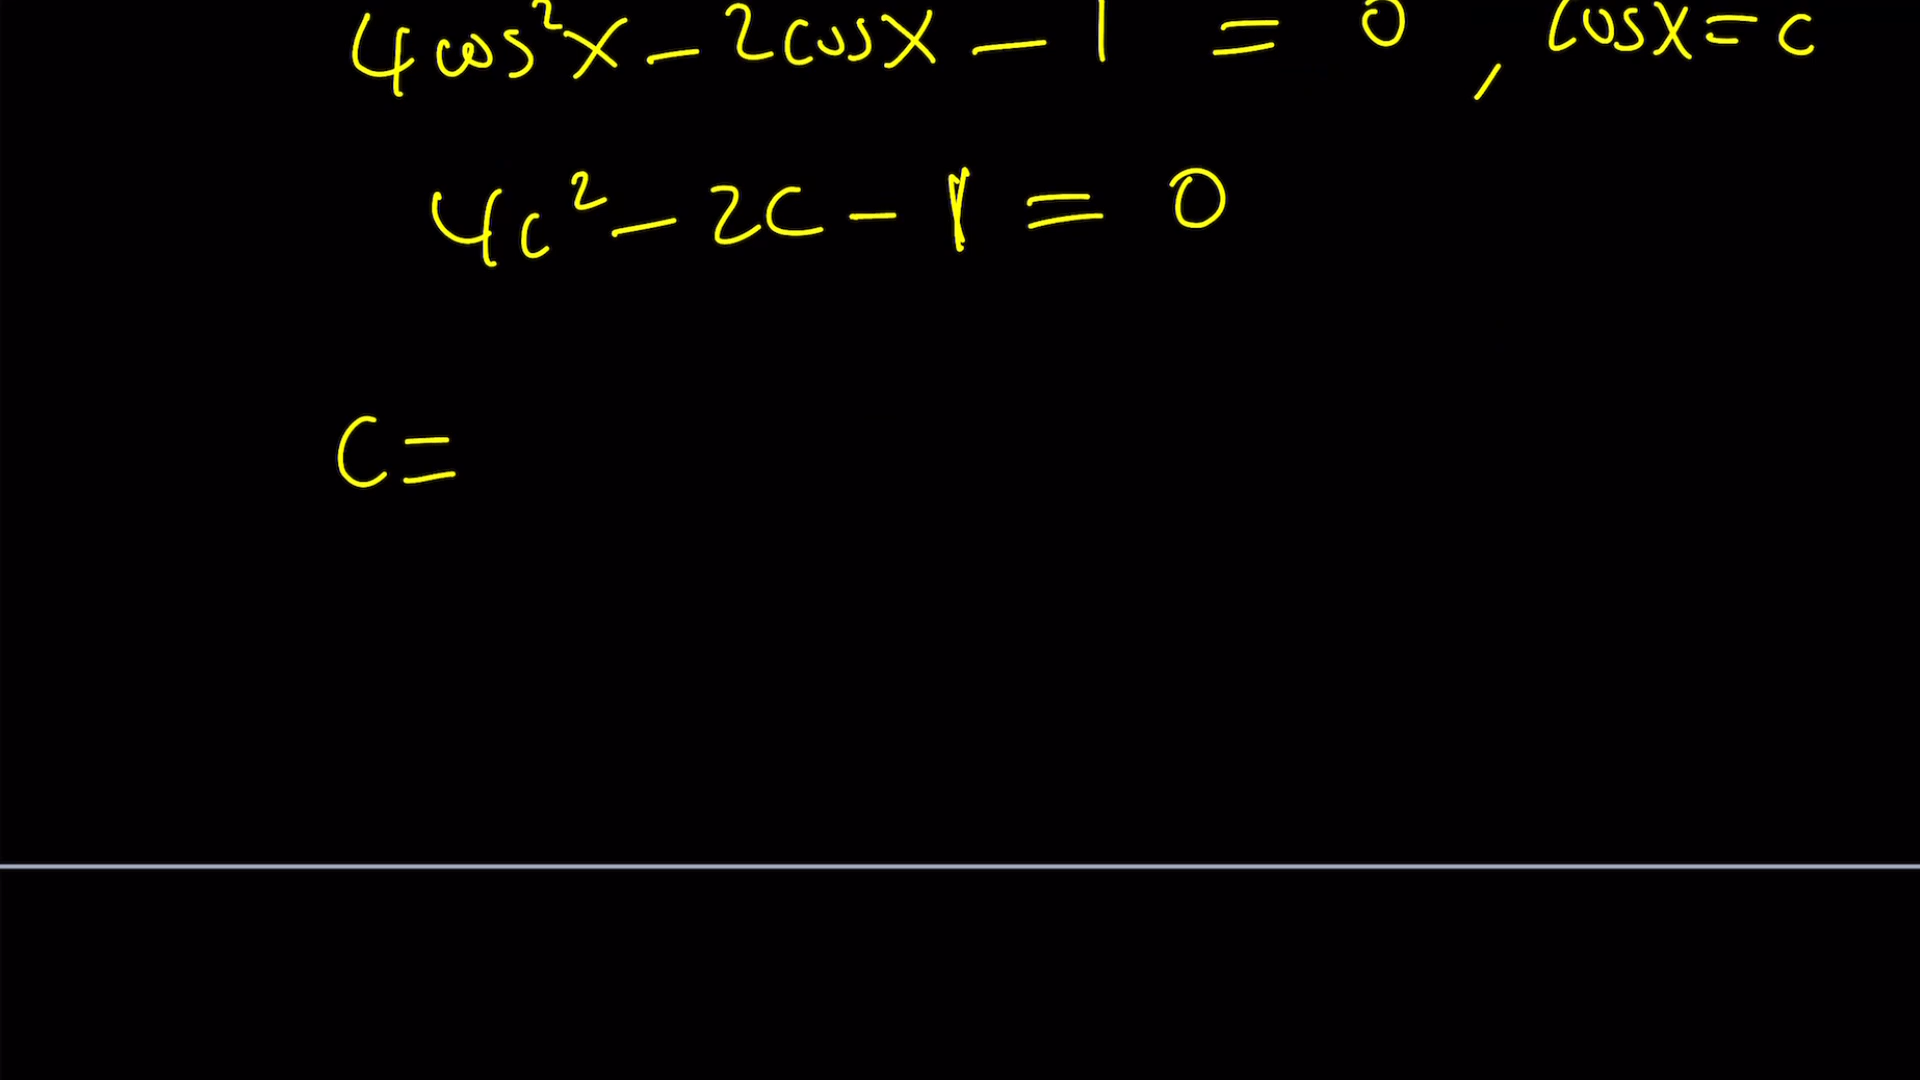 4cos²x - 2cosx - 1 = 0 , cosx = c
4c² - 2c - 1 = 0
c =